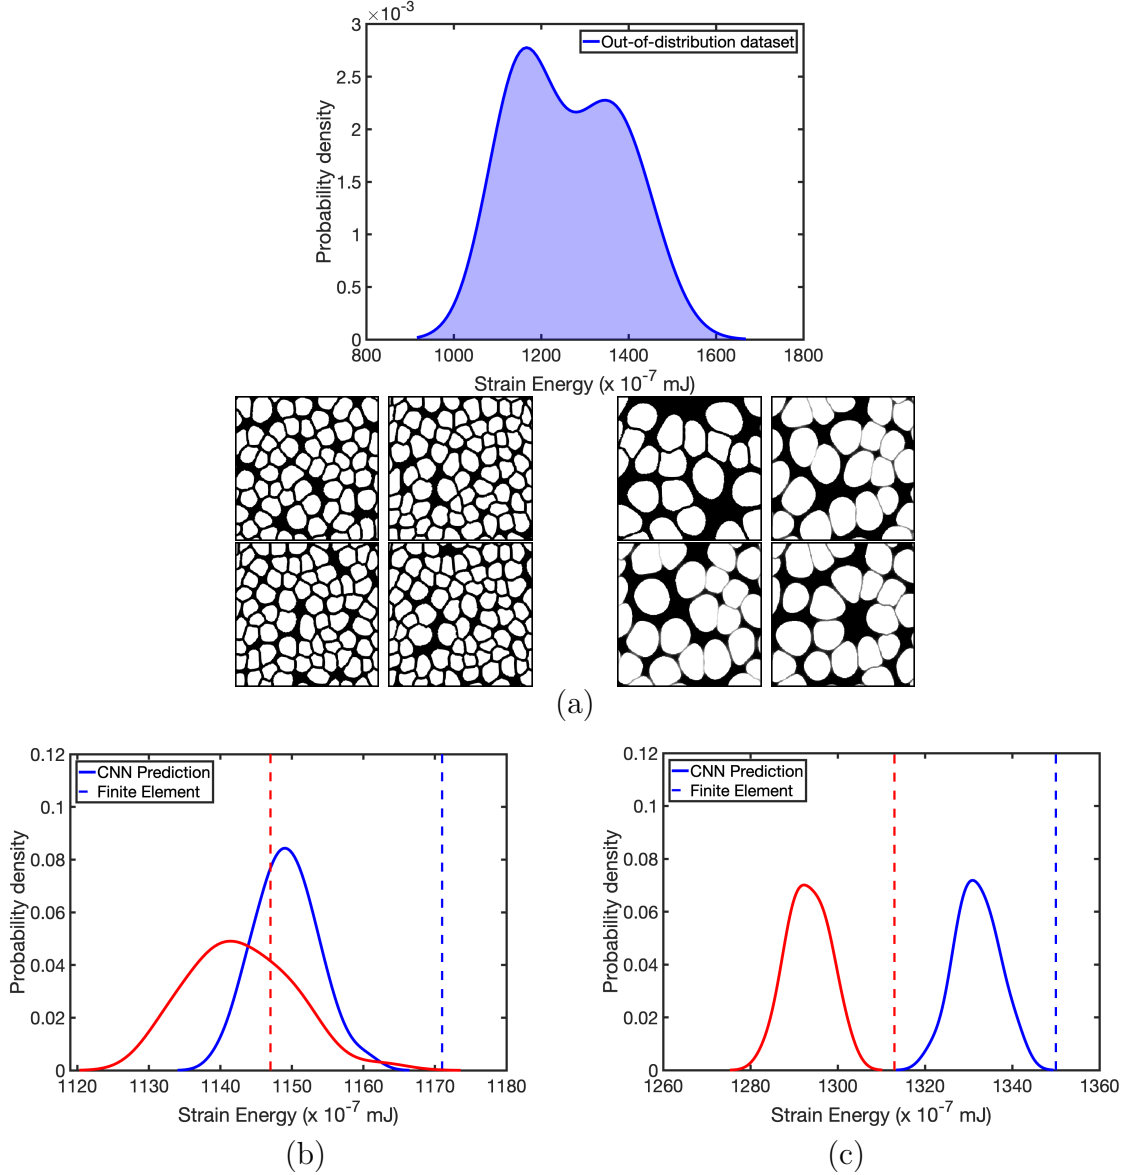 ×10⁻³
3
Out-of-distribution dataset
2.5
2
1.5
1
0.5
0
Probability density
800 1000 1200 1400 1600 1800
Strain Energy (x 10⁻⁷ mJ)
(a)
0.12
CNN Prediction
Finite Element
0.1
0.08
0.06
0.04
0.02
0
Probability density
1120 1130 1140 1150 1160 1170 1180
Strain Energy (x 10⁻⁷ mJ)
(b)
0.12
CNN Prediction
Finite Element
0.1
0.08
0.06
0.04
0.02
0
Probability density
1260 1280 1300 1320 1340 1360
Strain Energy (x 10⁻⁷ mJ)
(c)